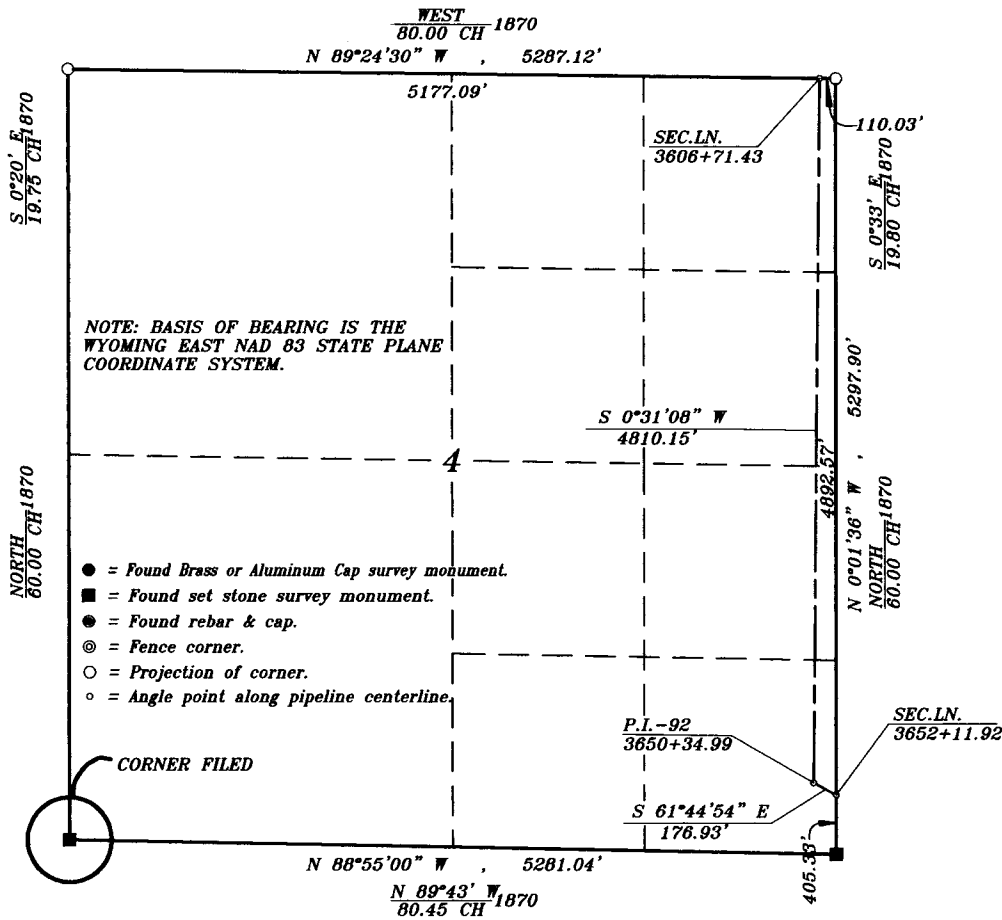 WEST
80.00 CH 1870
N 89°24'30" W , 5287.12'
5177.09'
110.03'
SEC.LN.
3606+71.43
S 0°20' E
19.75 CH 1870
S 0°33' E
19.80 CH 1870
NOTE: BASIS OF BEARING IS THE
WYOMING EAST NAD 83 STATE PLANE
COORDINATE SYSTEM.
S 0°31'08" W
4810.15'
4892.57'
N 0°01'36" W , 5297.90'
4
NORTH
60.00 CH 1870
NORTH
60.00 CH 1870
= Found Brass or Aluminum Cap survey monument.
= Found set stone survey monument.
= Found rebar & cap.
= Fence corner.
= Projection of corner.
= Angle point along pipeline centerline.
P.I.-92
3650+34.99
SEC.LN.
3652+11.92
CORNER FILED
S 61°44'54" E
176.93'
405.33'
N 88°55'00" W , 5281.04'
N 89°43' W
80.45 CH 1870